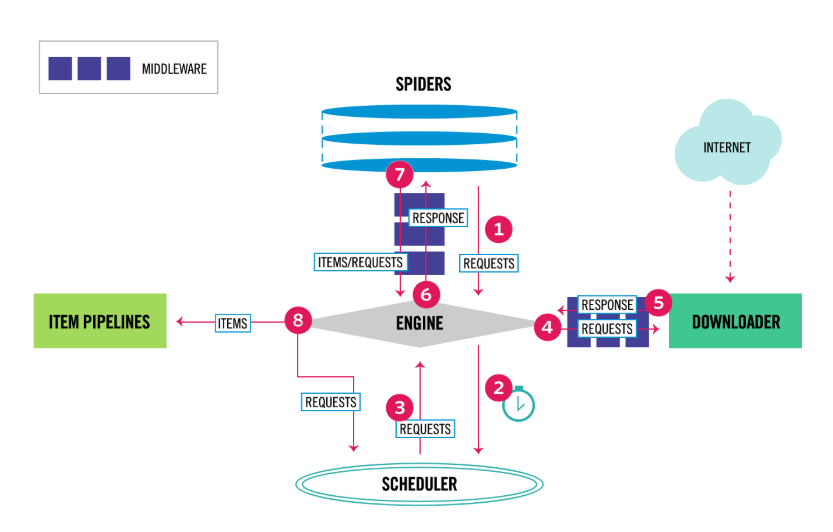 MIDDLEWARE
SPIDERS
INTERNET
7
RESPONSE
1
ITEMS/REQUESTS
REQUESTS
6
RESPONSE
5
ITEM PIPELINES
ITEMS
8
ENGINE
4
REQUESTS
DOWNLOADER
2
REQUESTS
3
REQUESTS
SCHEDULER